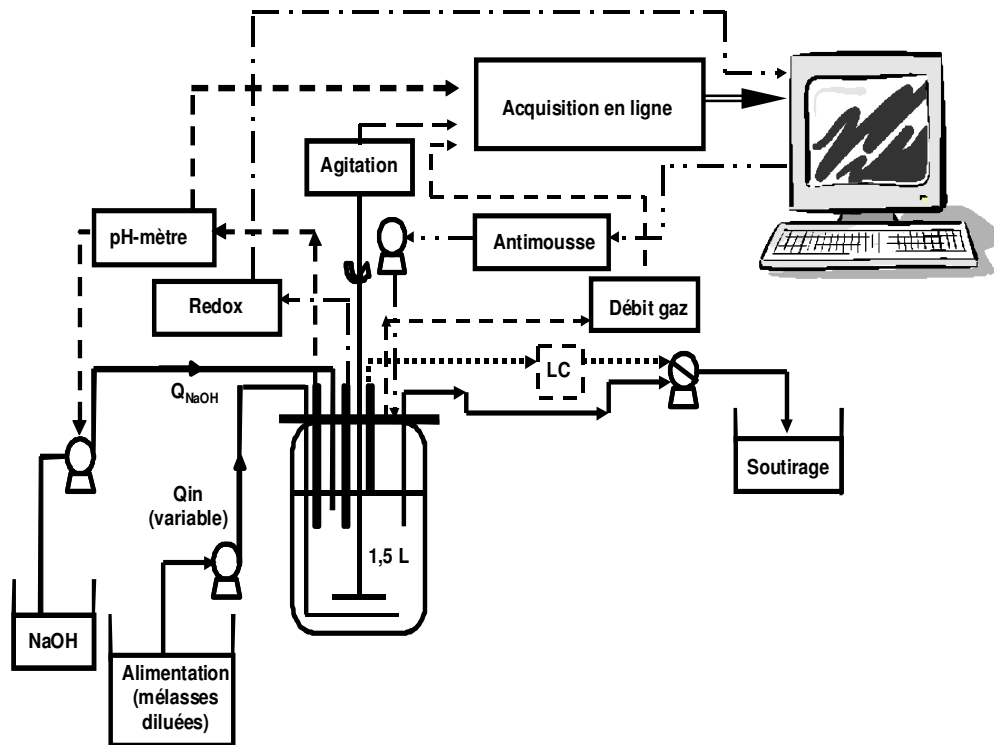 Acquisition en ligne
Agitation
pH-mètre
Antimousse
Redox
Débit gaz
LC
Q_NaOH
Soutirage
Qin
(variable)
1,5 L
NaOH
Alimentation
(mélasses
diluées)